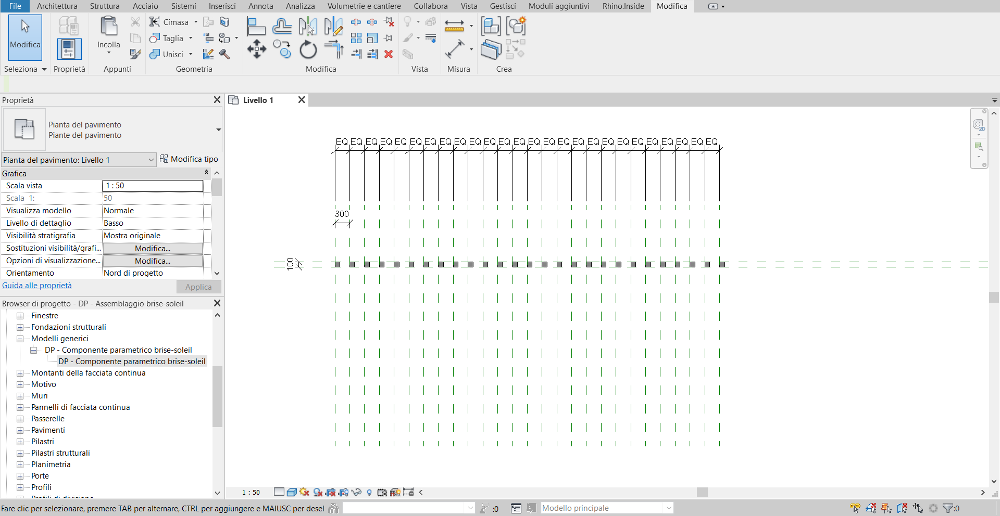 File Architettura Struttura Acciaio Sistemi Inserisci Annota Analizza Volumetrie e cantiere Collabora Vista Gestisci Moduli aggiuntivi Rhino.Inside Modifica
Modifica
Incolla
Cimasa
Taglia
Unisci
Seleziona Proprietà Appunti Geometria Modifica Vista Misura Crea
Proprietà
Pianta del pavimento
Piante del pavimento
Pianta del pavimento: Livello 1 Modifica tipo
Grafica
Scala vista 1 : 50
Scala 1: 50
Visualizza modello Normale
Livello di dettaglio Basso
Visibilità stratigrafia Mostra originale
Sostituzioni visibilità/grafi... Modifica...
Opzioni di visualizzazione... Modifica...
Orientamento Nord di progetto
Guida alle proprietà Applica
Browser di progetto - DP - Assemblaggio brise-soleil
Finestre
Fondazioni strutturali
Modelli generici
DP - Componente parametrico brise-soleil
DP - Componente parametrico brise-soleil
Montanti della facciata continua
Motivo
Muri
Pannelli di facciata continua
Passerelle
Pavimenti
Pilastri
Pilastri strutturali
Planimetria
Porte
Profili
Livello 1
2D
EQ EQ EQ EQ EQ EQ EQ EQ EQ EQ EQ EQ EQ EQ EQ EQ EQ EQ EQ EQ EQ EQ EQ EQ EQ EQ
300
100
1 : 50
Fare clic per selezionare, premere TAB per alternare, CTRL per aggiungere e MAIUSC per desel :0 Modello principale :0